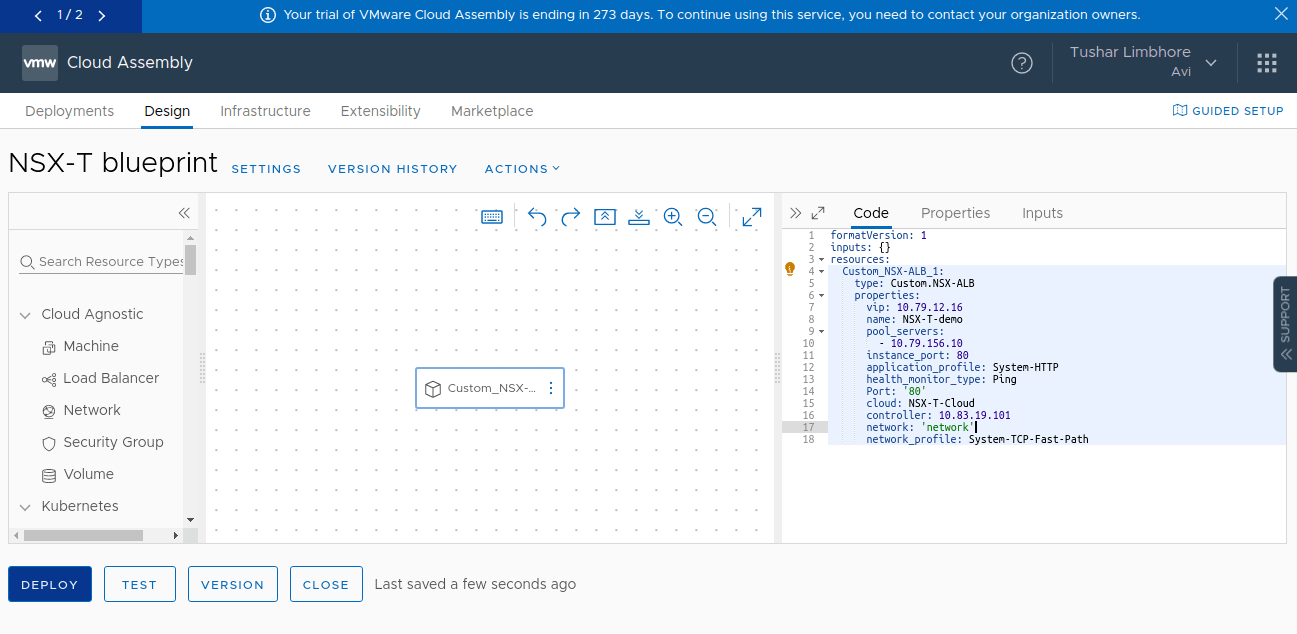 1 / 2
Your trial of VMware Cloud Assembly is ending in 273 days. To continue using this service, you need to contact your organization owners.
vmw Cloud Assembly
Tushar Limbhore
Avi
Deployments Design Infrastructure Extensibility Marketplace GUIDED SETUP
NSX-T blueprint SETTINGS VERSION HISTORY ACTIONS
Search Resource Types
Cloud Agnostic
Machine
Load Balancer
Network
Security Group
Volume
Kubernetes
Custom_NSX-...
Code Properties Inputs
1 formatVersion: 1
2 inputs: {}
3 resources:
4 Custom_NSX-ALB_1:
5 type: Custom.NSX-ALB
6 properties:
7 vip: 10.79.12.16
8 name: NSX-T-demo
9 pool_servers:
10 - 10.79.156.10
11 instance_port: 80
12 application_profile: System-HTTP
13 health_monitor_type: Ping
14 Port: '80'
15 cloud: NSX-T-Cloud
16 controller: 10.83.19.101
17 network: 'network'
18 network_profile: System-TCP-Fast-Path
SUPPORT
DEPLOY TEST VERSION CLOSE Last saved a few seconds ago